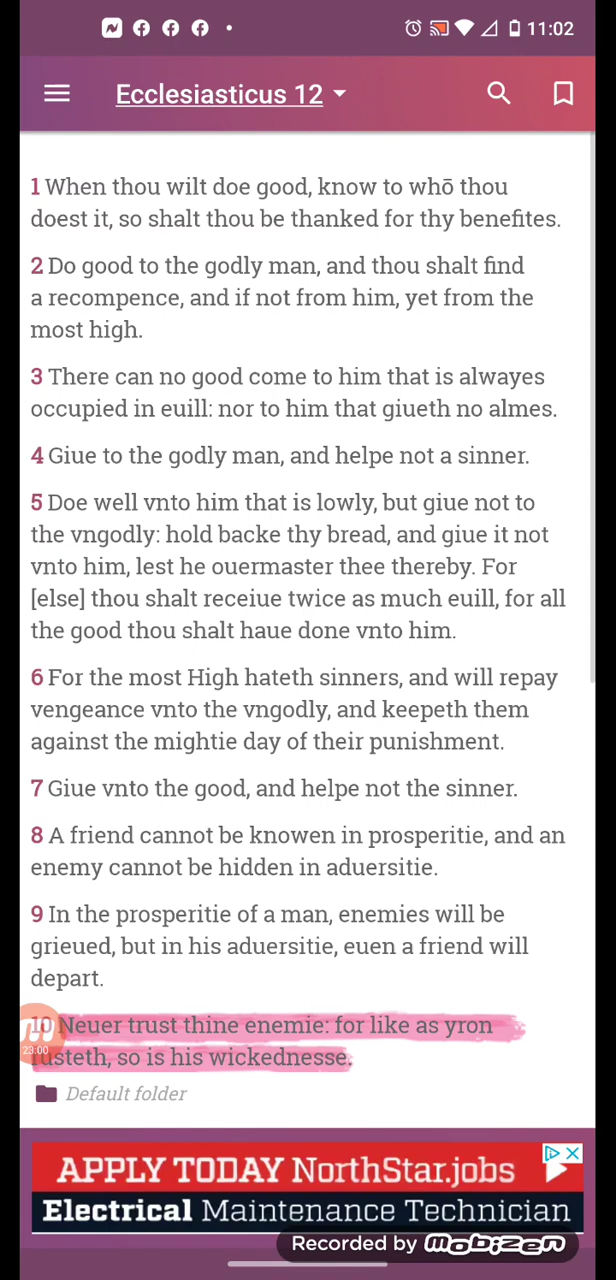 11:02
Ecclesiasticus 12
1 When thou wilt doe good, know to whō thou
doest it, so shalt thou be thanked for thy benefites.
2 Do good to the godly man, and thou shalt find
a recompence, and if not from him, yet from the
most high.
3 There can no good come to him that is alwayes
occupied in euill: nor to him that giueth no almes.
4 Giue to the godly man, and helpe not a sinner.
5 Doe well vnto him that is lowly, but giue not to
the vngodly: hold backe thy bread, and giue it not
vnto him, lest he ouermaster thee thereby. For
[else] thou shalt receiue twice as much euill, for all
the good thou shalt haue done vnto him.
6 For the most High hateth sinners, and will repay
vengeance vnto the vngodly, and keepeth them
against the mightie day of their punishment.
7 Giue vnto the good, and helpe not the sinner.
8 A friend cannot be knowen in prosperitie, and an
enemy cannot be hidden in aduersitie.
9 In the prosperitie of a man, enemies will be
grieued, but in his aduersitie, euen a friend will
depart.
10 Neuer trust thine enemie: for like as yron
rusteth, so is his wickednesse.
23:00
Default folder
APPLY TODAY NorthStar.jobs
Electrical Maintenance Technician
Recorded by mobizen